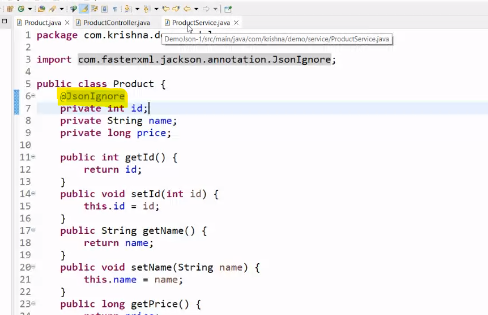 Product.java ProductController.java ProductService.java
1 package com.krishna.demo.
DemoJson-1/src/main/java/com/krishna/demo/service/ProductService.java
2
3 import com.fasterxml.jackson.annotation.JsonIgnore;
4
5 public class Product {
6 @JsonIgnore
7 private int id;
8 private String name;
9 private long price;
10
11 public int getId() {
12 return id;
13 }
14 public void setId(int id) {
15 this.id = id;
16 }
17 public String getName() {
18 return name;
19 }
20 public void setName(String name) {
21 this.name = name;
22 }
23 public long getPrice() {